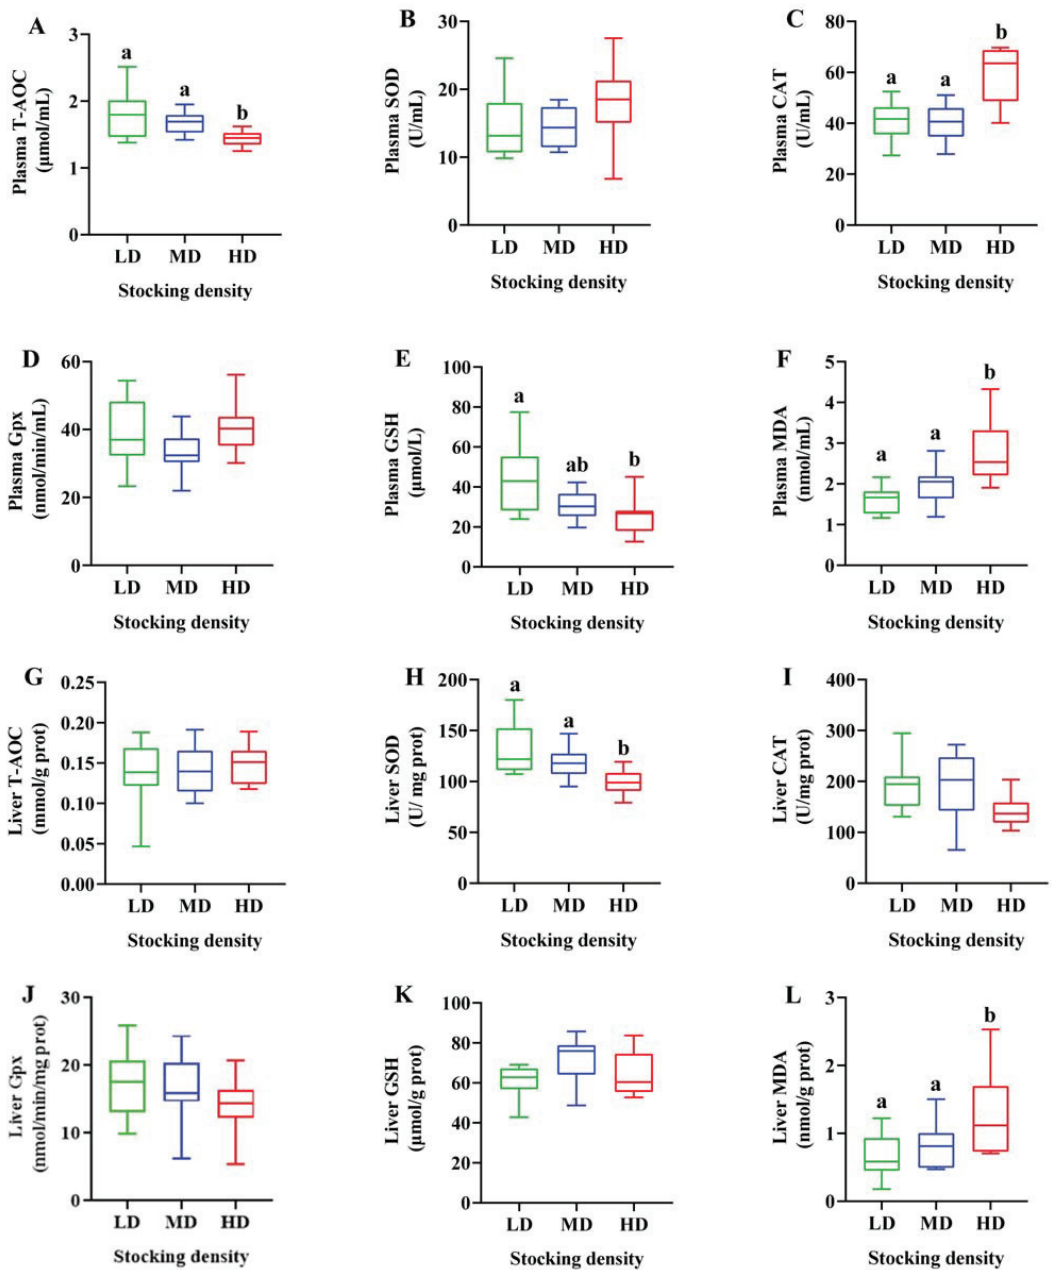 A
Plasma T-AOC
(μmol/mL)
3
2
1
0
a
a
b
LD MD HD
Stocking density
B
Plasma SOD
(U/mL)
30
20
10
0
LD MD HD
Stocking density
C
Plasma CAT
(U/mL)
80
60
40
20
0
a
a
b
LD MD HD
Stocking density
D
Plasma Gpx
(nmol/min/mL)
60
40
20
0
LD MD HD
Stocking density
E
Plasma GSH
(μmol/L)
100
80
60
40
20
0
a
ab
b
LD MD HD
Stocking density
F
Plasma MDA
(nmol/mL)
5
4
3
2
1
0
a
a
b
LD MD HD
Stocking density
G
Liver T-AOC
(mmol/g prot)
0.25
0.20
0.15
0.10
0.05
0.00
LD MD HD
Stocking density
H
Liver SOD
(U/ mg prot)
200
150
100
50
0
a
a
b
LD MD HD
Stocking density
I
Liver CAT
(U/mg prot)
400
300
200
100
0
LD MD HD
Stocking density
J
Liver Gpx
(nmol/min/mg prot)
30
20
10
0
LD MD HD
Stocking density
K
Liver GSH
(μmol/g prot)
100
80
60
40
20
0
LD MD HD
Stocking density
L
Liver MDA
(nmol/g prot)
3
2
1
0
a
a
b
LD MD HD
Stocking density